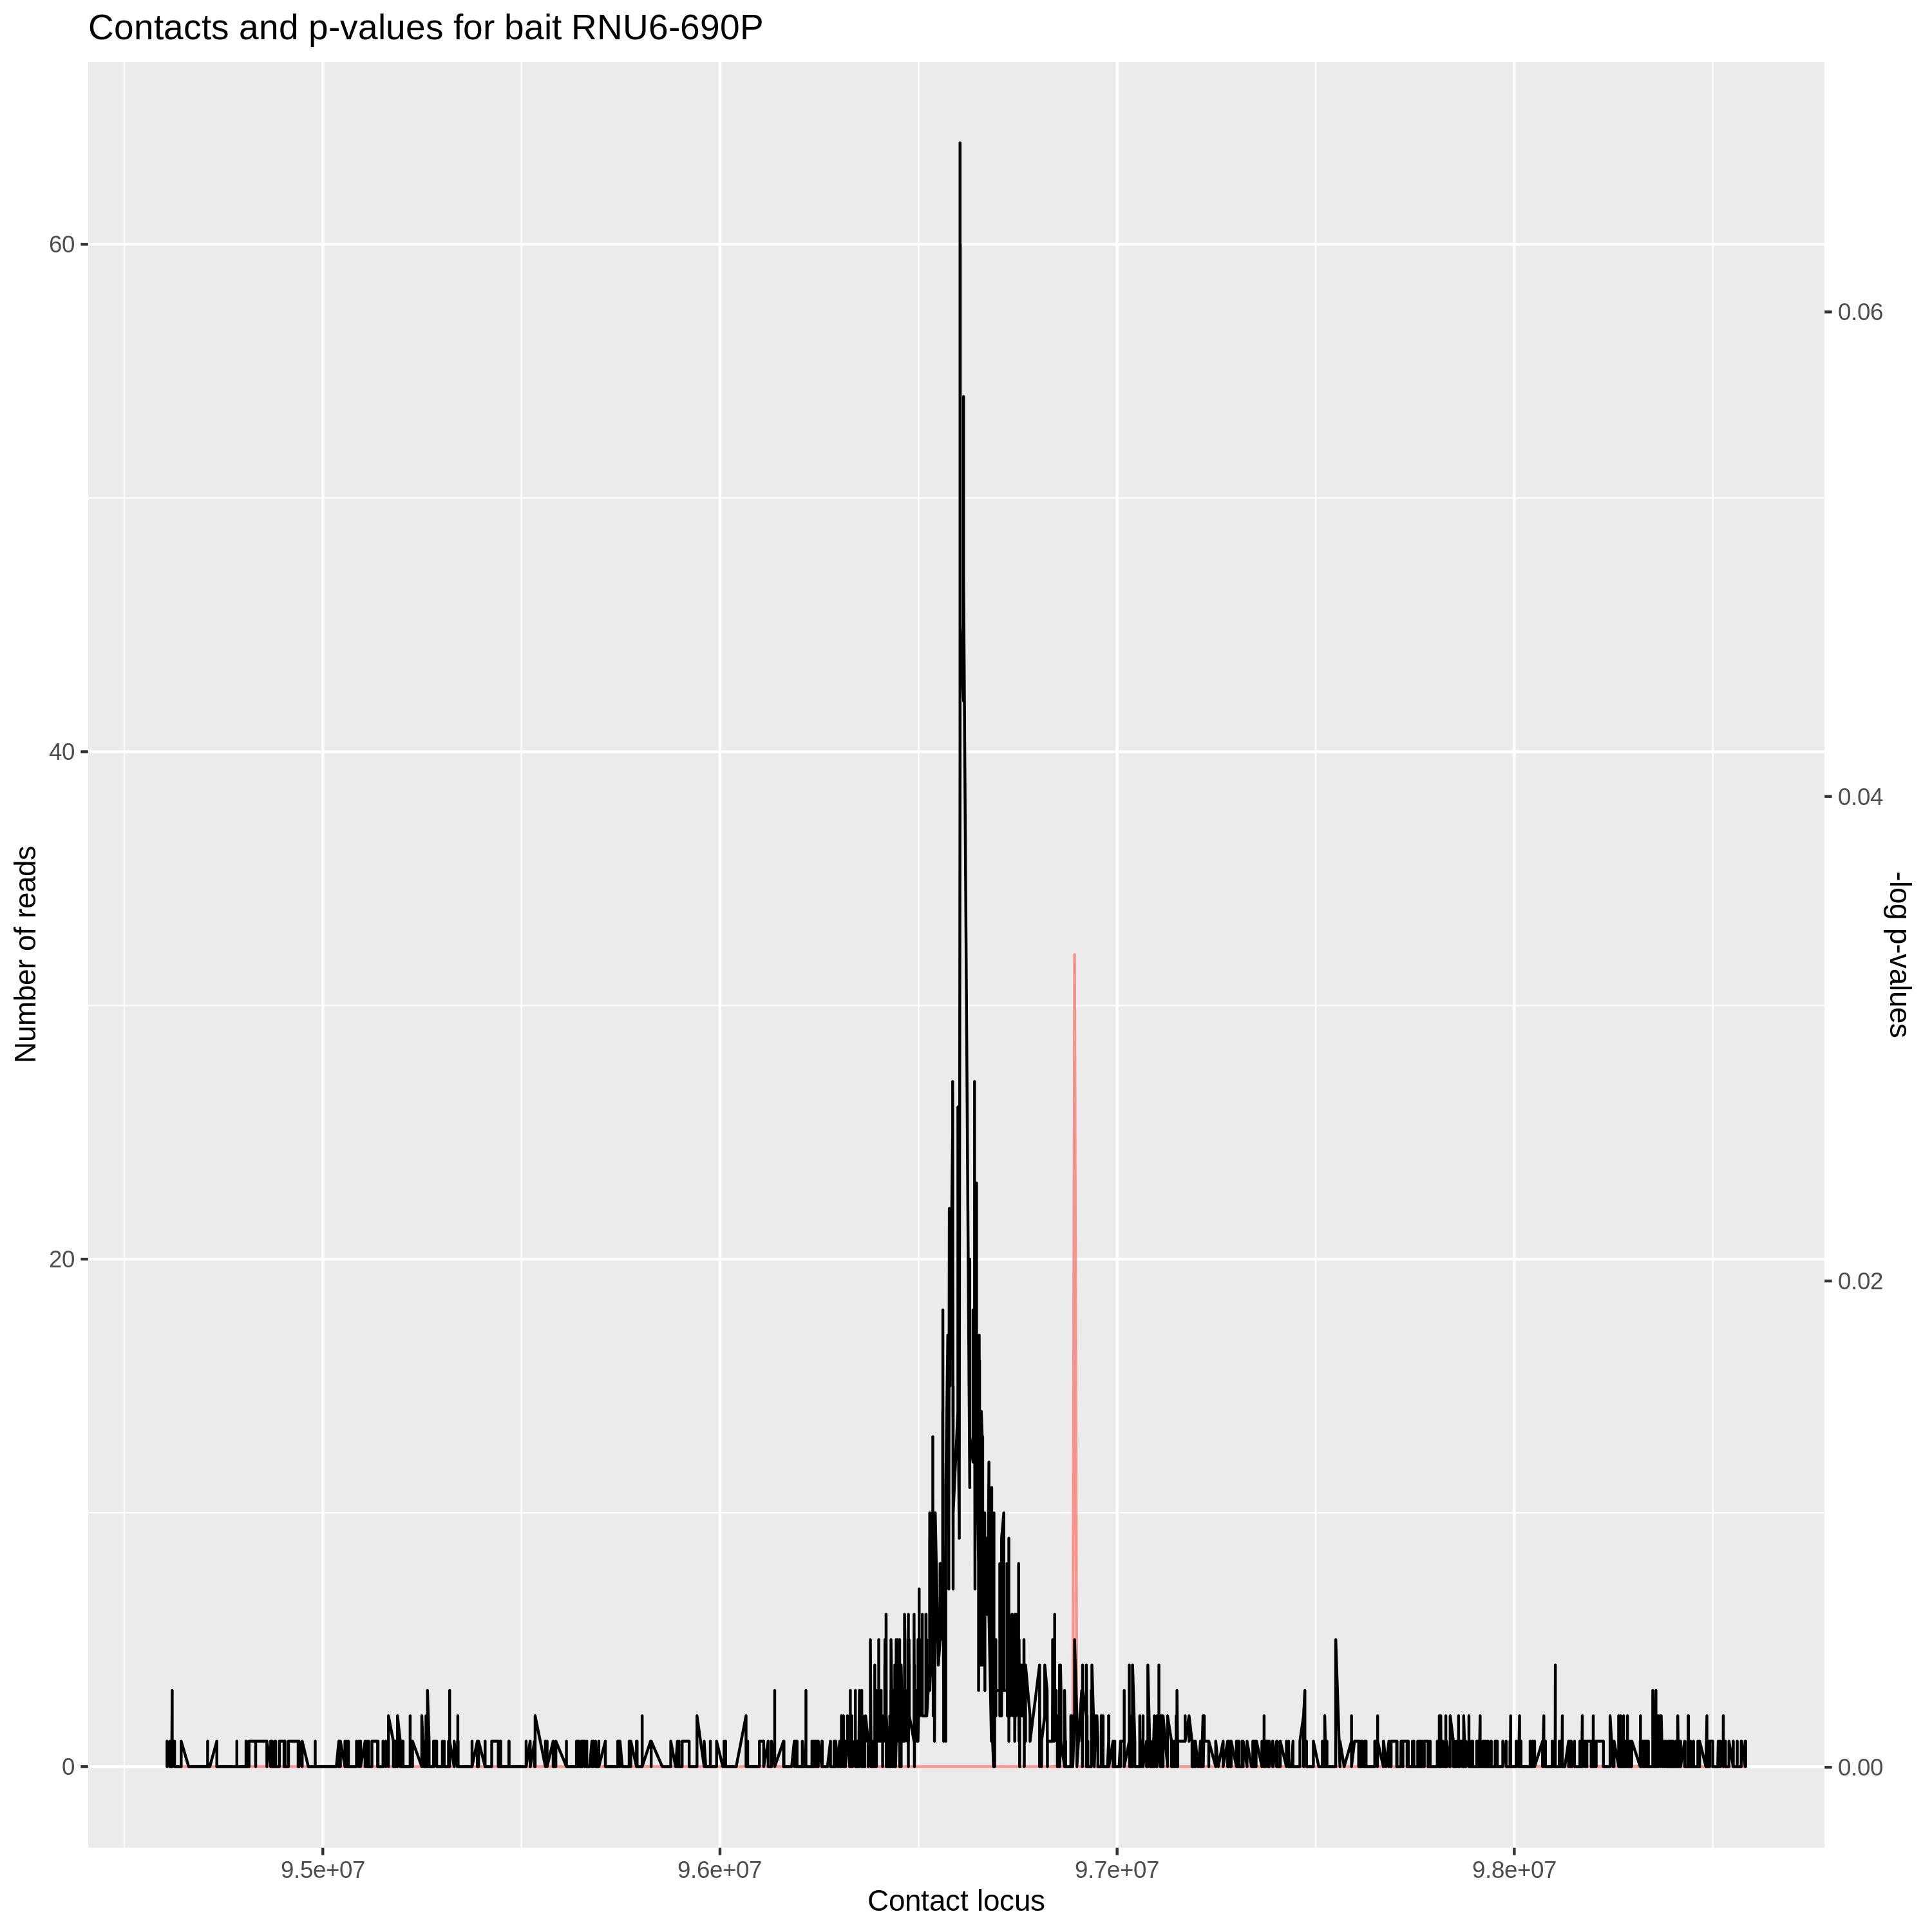 Contacts and p-values for bait RNU6-690P
60
40
20
0
Number of reads
0.06
0.04
0.02
0.00
-log p-values
9.5e+07
9.6e+07
9.7e+07
9.8e+07
Contact locus